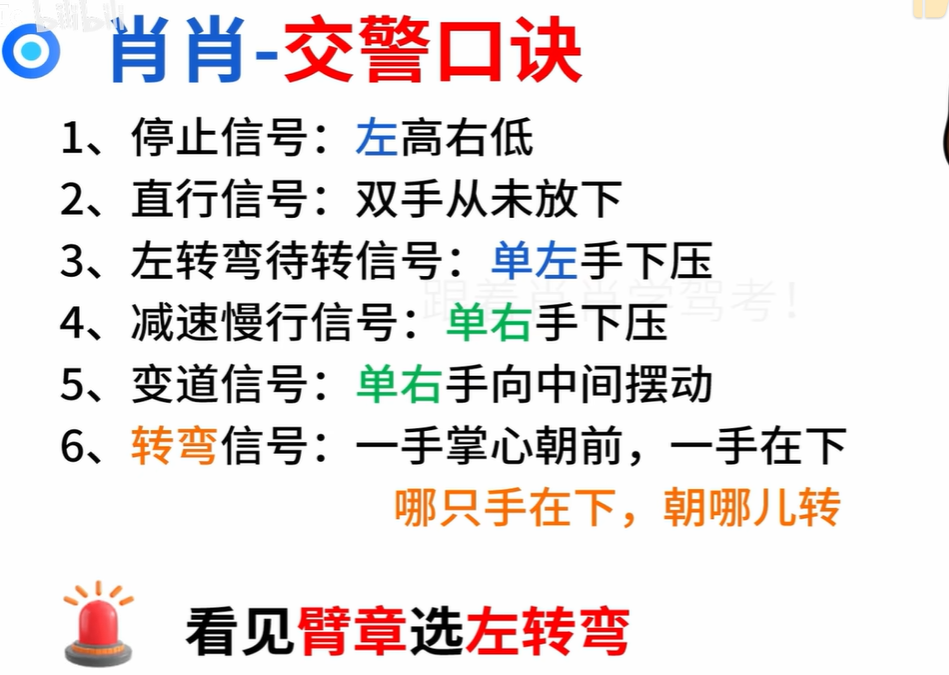 bilibili
肖肖-交警口诀
1、停止信号：左高右低
2、直行信号：双手从未放下
3、左转弯待转信号：单左手下压
跟着肖肖学驾考！
4、减速慢行信号：单右手下压
5、变道信号：单右手向中间摆动
6、转弯信号：一手掌心朝前，一手在下
哪只手在下，朝哪儿转
看见臂章选左转弯